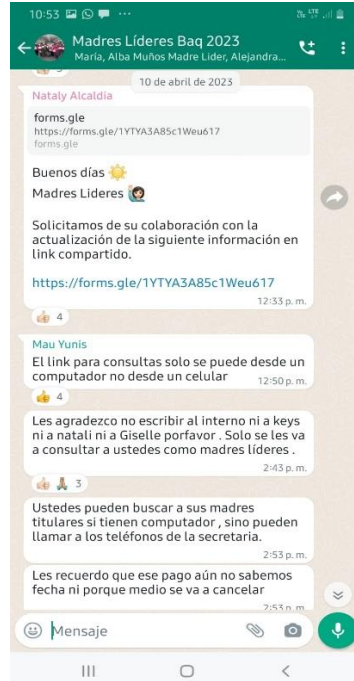 10:53
Madres Líderes Baq 2023
María, Alba Muños Madre Lider, Alejandra...
4
10 de abril de 2023
Nataly Alcaldia
forms.gle
https://forms.gle/1YTYA3A85c1Weu617
forms.gle
Buenos días
Madres Lideres
Solicitamos de su colaboración con la
actualización de la siguiente información en
link compartido.
https://forms.gle/1YTYA3A85c1Weu617
12:33 p. m.
4
Mau Yunis
El link para consultas solo se puede desde un
computador no desde un celular
12:50 p. m.
4
Les agradezco no escribir al interno ni a keys
ni a natali ni a Giselle porfavor . Solo se les va
a consultar a ustedes como madres líderes .
2:43 p. m.
3
Ustedes pueden buscar a sus madres
titulares si tienen computador , sino pueden
llamar a los teléfonos de la secretaria.
2:53 p. m.
Les recuerdo que ese pago aún no sabemos
fecha ni porque medio se va a cancelar
2:53 p. m.
Mensaje